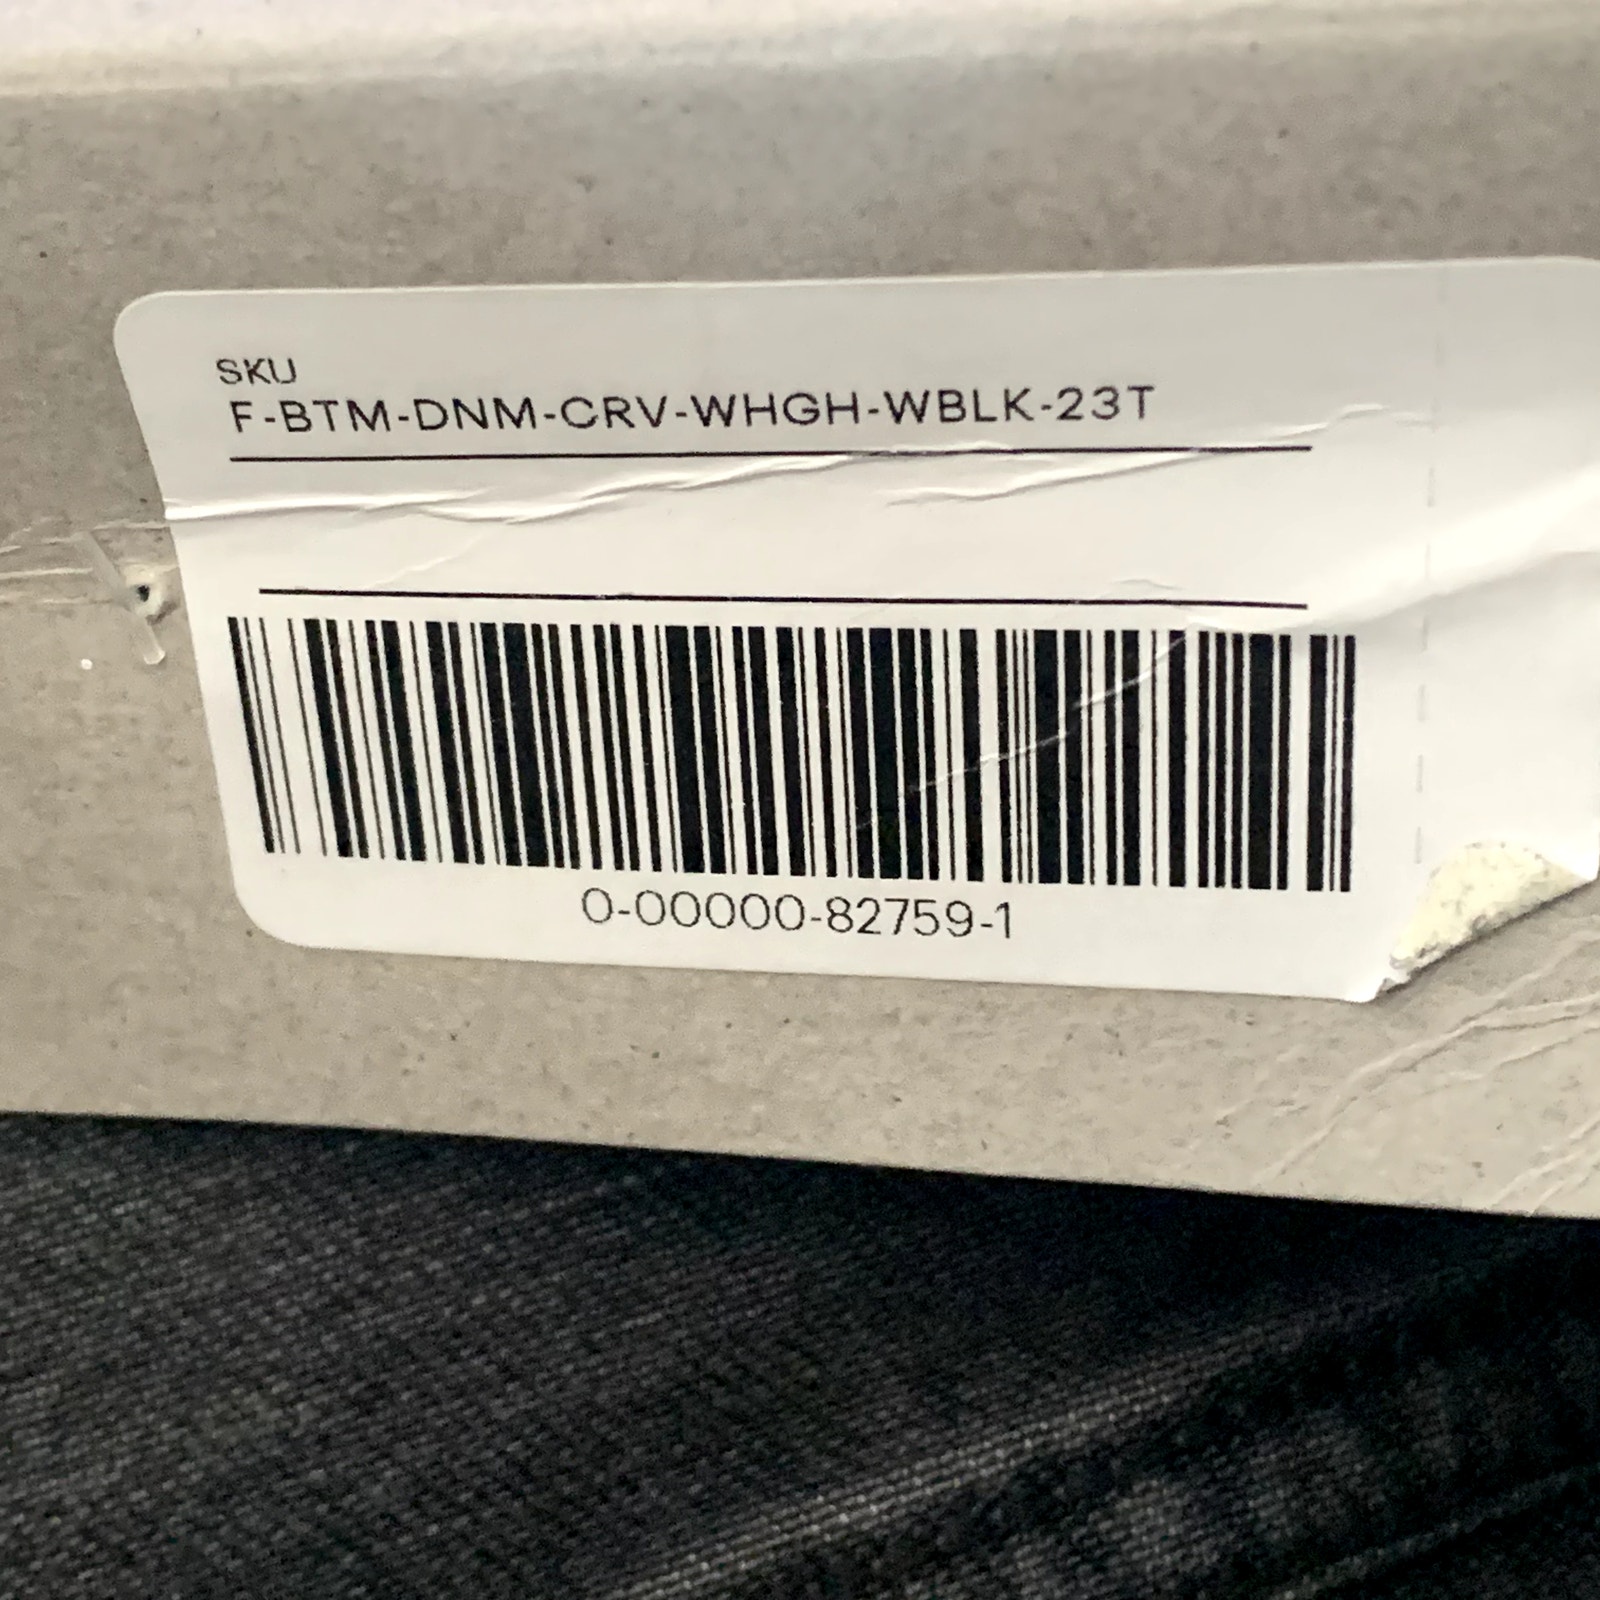 SKU
F-BTM-DNM-CRV-WHGH-WBLK-23T
0-00000-82759-1